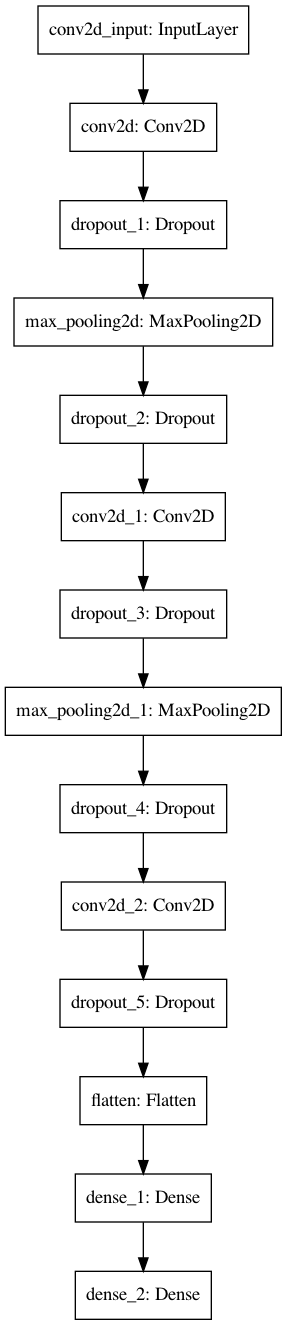 conv2d_input: InputLayer
conv2d: Conv2D
dropout_1: Dropout
max_pooling2d: MaxPooling2D
dropout_2: Dropout
conv2d_1: Conv2D
dropout_3: Dropout
max_pooling2d_1: MaxPooling2D
dropout_4: Dropout
conv2d_2: Conv2D
dropout_5: Dropout
flatten: Flatten
dense_1: Dense
dense_2: Dense